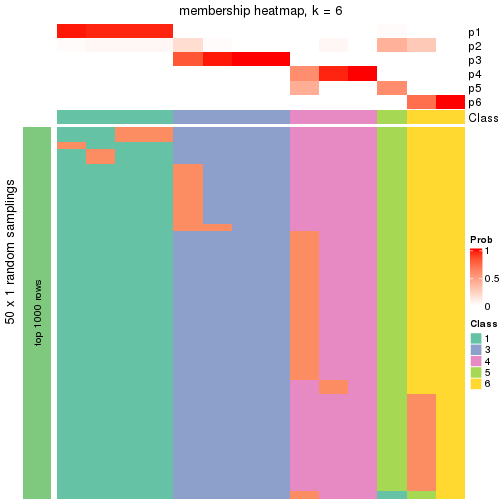 membership heatmap, k = 6
p1
p2
p3
p4
p5
p6
Class
50 x 1 random samplings
top 1000 rows
Prob
1
0.5
0
Class
1
3
4
5
6